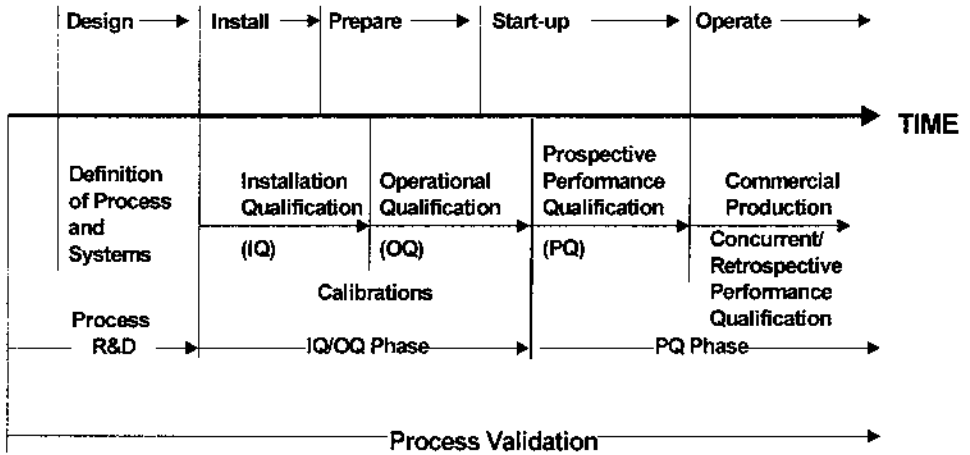 Design
Install
Prepare
Start-up
Operate
TIME
Definition
of Process
and
Systems
Installation
Qualification
(IQ)
Operational
Qualification
(OQ)
Prospective
Performance
Qualification
(PQ)
Commercial
Production
Concurrent/
Retrospective
Performance
Qualification
Calibrations
Process
R&D
IQ/OQ Phase
PQ Phase
Process Validation